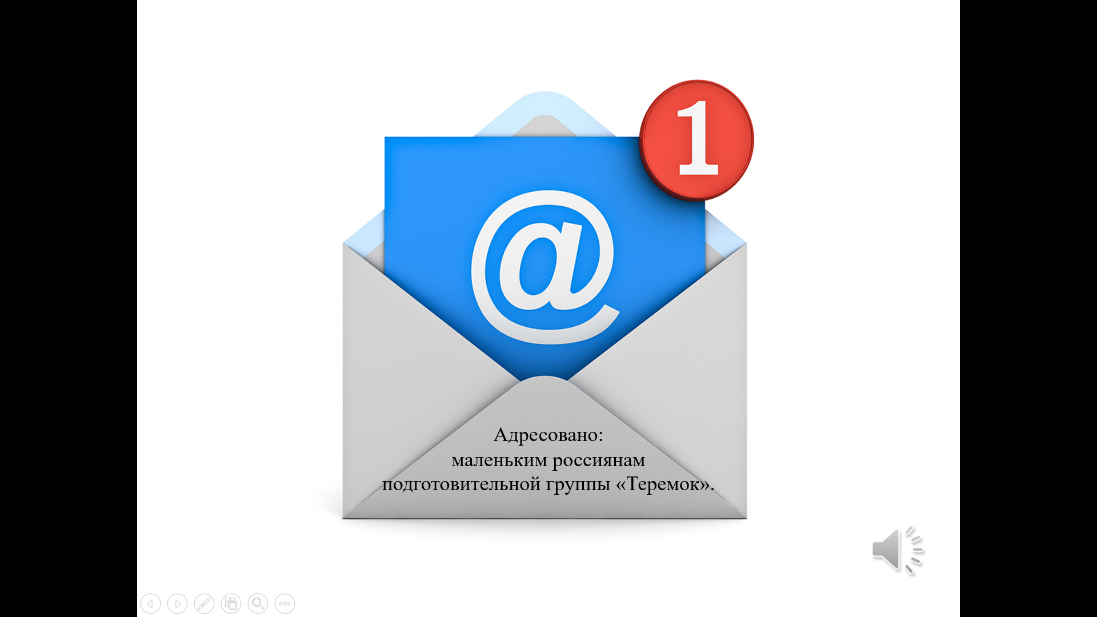 1
@
Адресовано:
маленьким россиянам
подготовительной группы «Теремок».